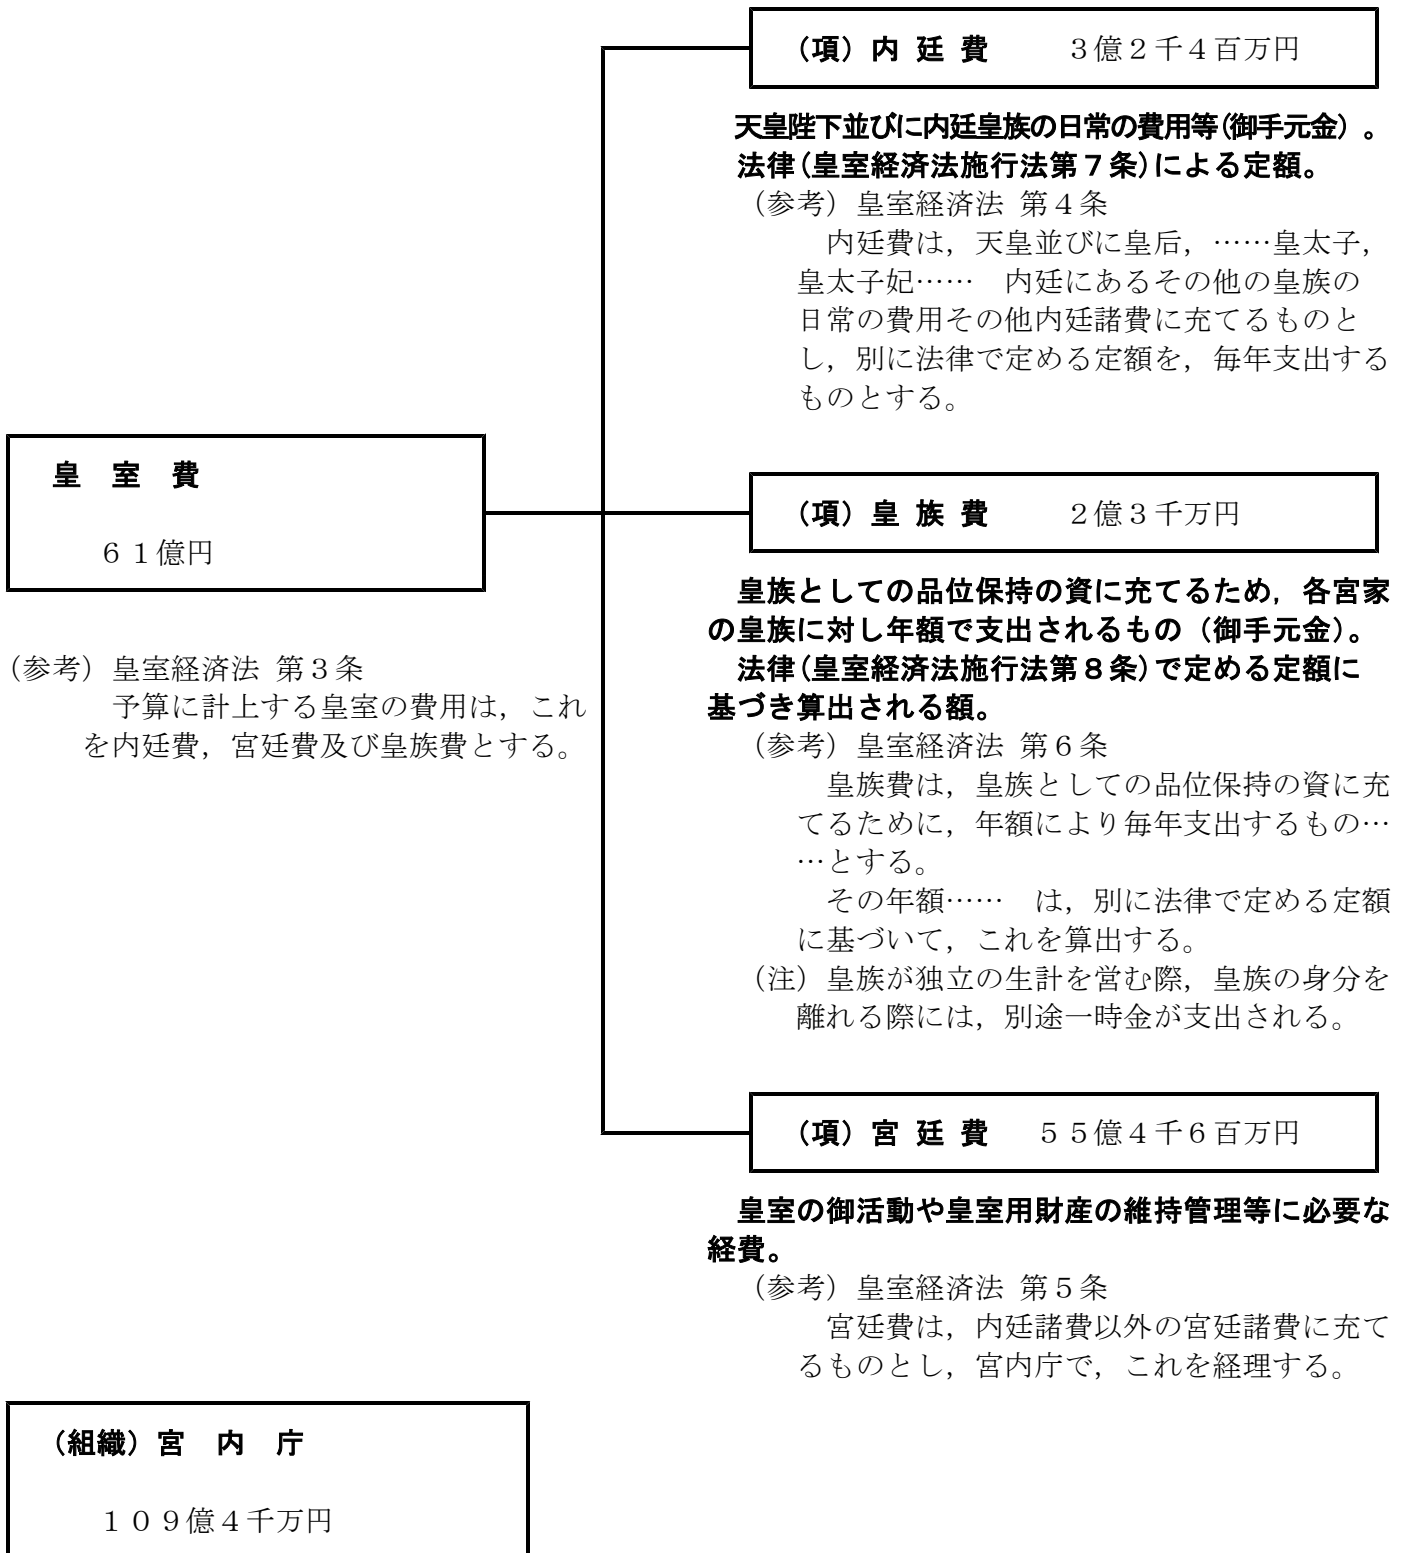 （項）内 廷 費　　３億２千４百万円
天皇陛下並びに内廷皇族の日常の費用等(御手元金）。
法律(皇室経済法施行法第７条)による定額。
（参考）皇室経済法 第４条
内廷費は，天皇並びに皇后，……皇太子，
皇太子妃……　内廷にあるその他の皇族の
日常の費用その他内廷諸費に充てるものと
し，別に法律で定める定額を，毎年支出する
ものとする。
皇　室　費
６１億円
（参考）皇室経済法 第３条
予算に計上する皇室の費用は，これ
を内廷費，宮廷費及び皇族費とする。
（項）皇 族 費　　２億３千万円
皇族としての品位保持の資に充てるため，各宮家
の皇族に対し年額で支出されるもの（御手元金）。
法律(皇室経済法施行法第８条)で定める定額に
基づき算出される額。
（参考）皇室経済法 第６条
皇族費は，皇族としての品位保持の資に充
てるために，年額により毎年支出するもの…
…とする。
その年額……　は，別に法律で定める定額
に基づいて，これを算出する。
（注）皇族が独立の生計を営む際，皇族の身分を
離れる際には，別途一時金が支出される。
（項）宮 廷 費　５５億４千６百万円
皇室の御活動や皇室用財産の維持管理等に必要な
経費。
（参考）皇室経済法 第５条
宮廷費は，内廷諸費以外の宮廷諸費に充て
るものとし，宮内庁で，これを経理する。
（組織）宮　内　庁
１０９億４千万円